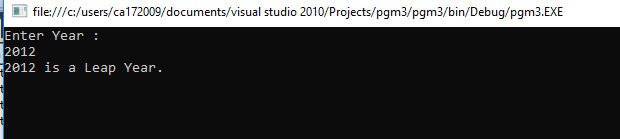 file:///c:/users/ca172009/documents/visual studio 2010/Projects/pgm3/pgm3/bin/Debug/pgm3.EXE
Enter Year :
2012
2012 is a Leap Year.